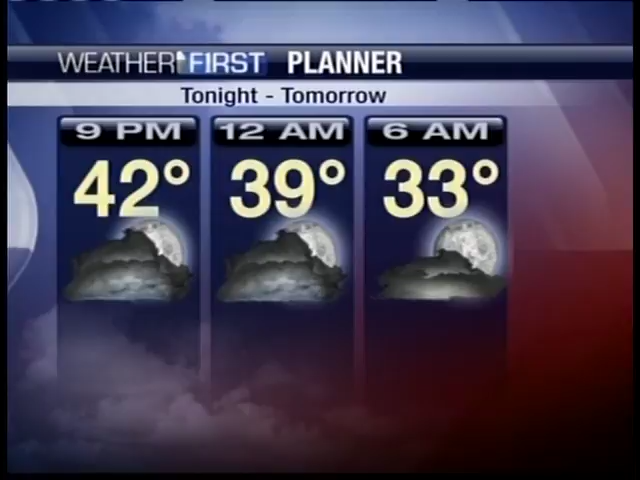 WEATHER FIRST PLANNER
Tonight - Tomorrow
9 PM 12 AM 6 AM
42° 39° 33°